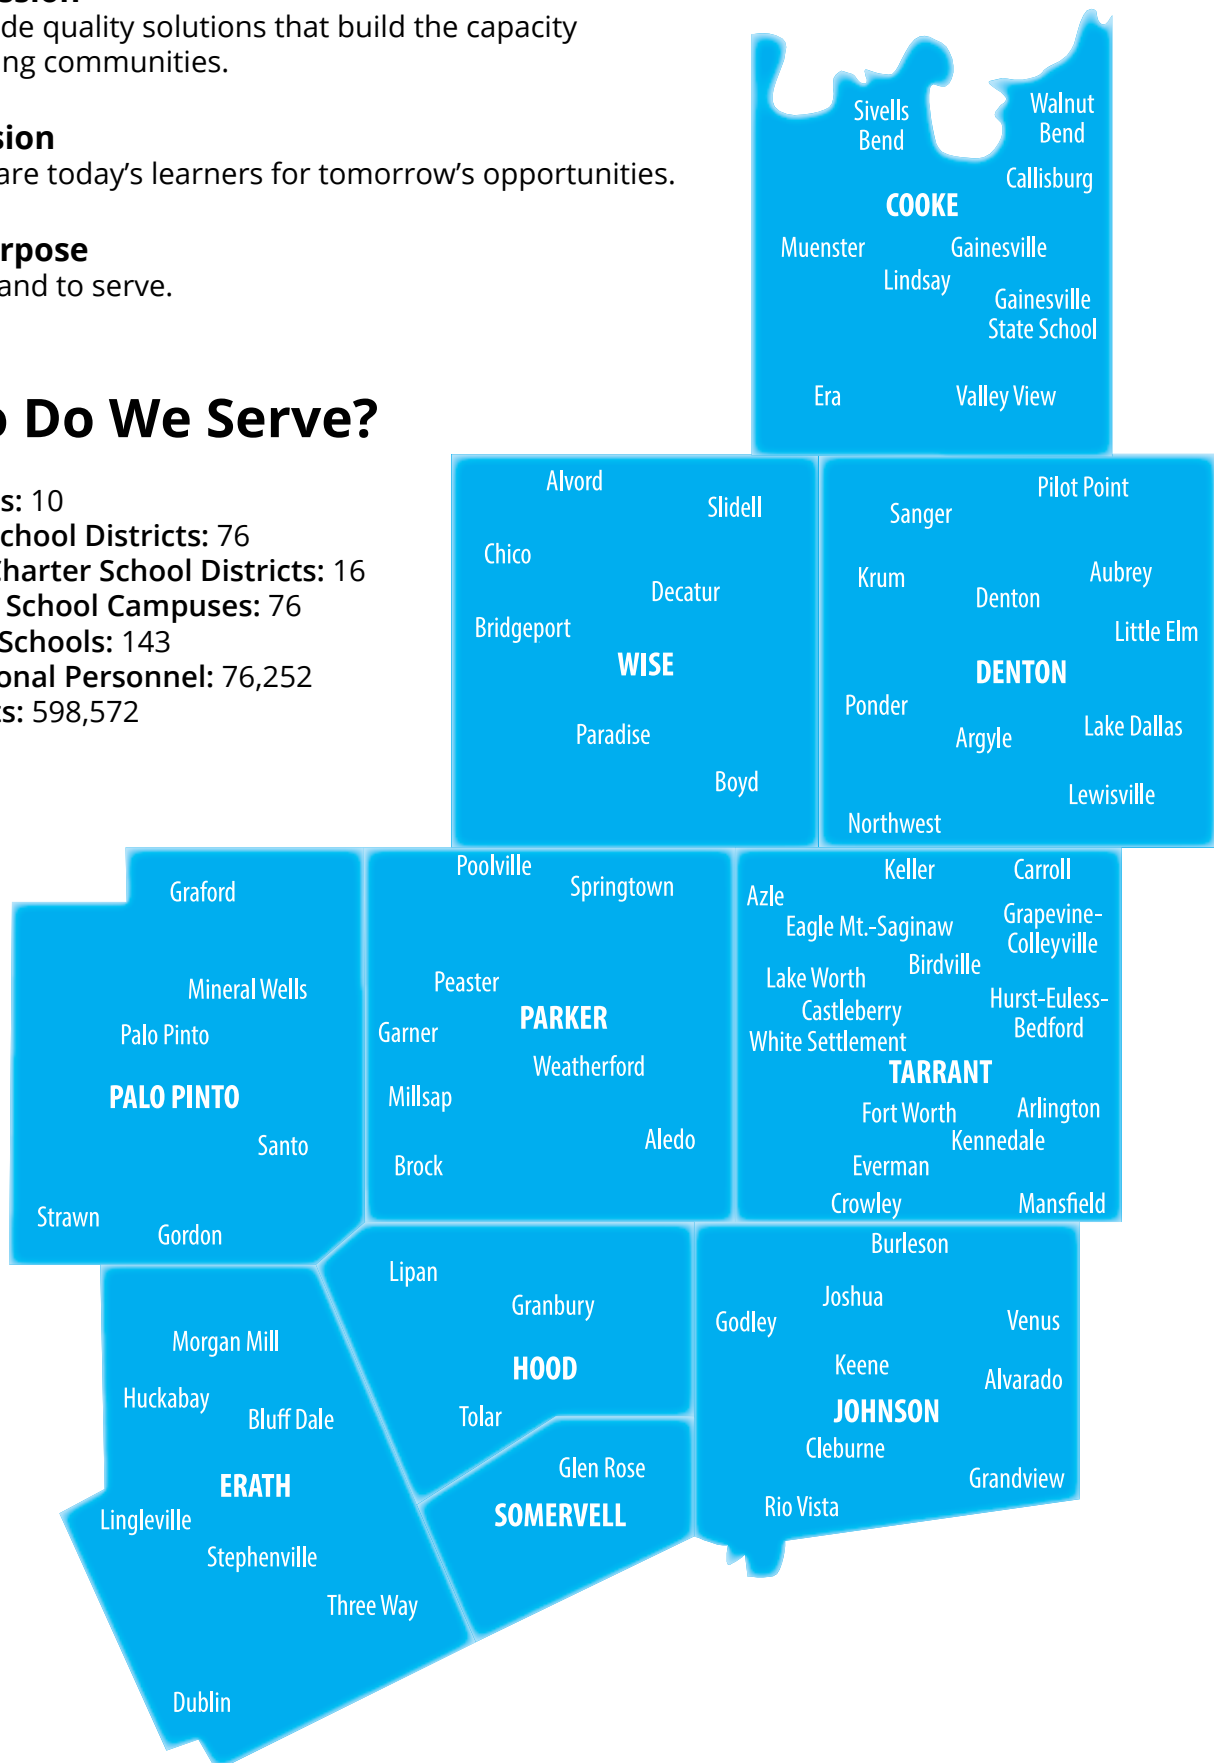 ssion
de quality solutions that build the capacity
ng communities.
sion
are today's learners for tomorrow's opportunities.
rpose
and to serve.
o Do We Serve?
s: 10
chool Districts: 76
Charter School Districts: 16
School Campuses: 76
Schools: 143
onal Personnel: 76,252
ts: 598,572
Sivells
Bend
Walnut
Bend
Callisburg
COOKE
Muenster
Gainesville
Lindsay
Gainesville
State School
Era
Valley View
Alvord
Slidell
Chico
Decatur
Bridgeport
WISE
Paradise
Boyd
Pilot Point
Sanger
Krum
Aubrey
Denton
Little Elm
DENTON
Ponder
Argyle
Lake Dallas
Lewisville
Northwest
Graford
Mineral Wells
Palo Pinto
PALO PINTO
Santo
Strawn
Gordon
Poolville
Springtown
Peaster
PARKER
Garner
Weatherford
Millsap
Aledo
Brock
Keller
Carroll
Azle
Eagle Mt.-Saginaw
Grapevine-
Colleyville
Birdville
Lake Worth
Castleberry
Hurst-Euless-
Bedford
White Settlement
TARRANT
Fort Worth
Arlington
Kennedale
Everman
Crowley
Mansfield
Lipan
Granbury
HOOD
Tolar
Burleson
Joshua
Godley
Venus
Keene
Alvarado
JOHNSON
Cleburne
Grandview
Rio Vista
Morgan Mill
Huckabay
Bluff Dale
ERATH
Lingleville
Stephenville
Three Way
Dublin
Glen Rose
SOMERVELL